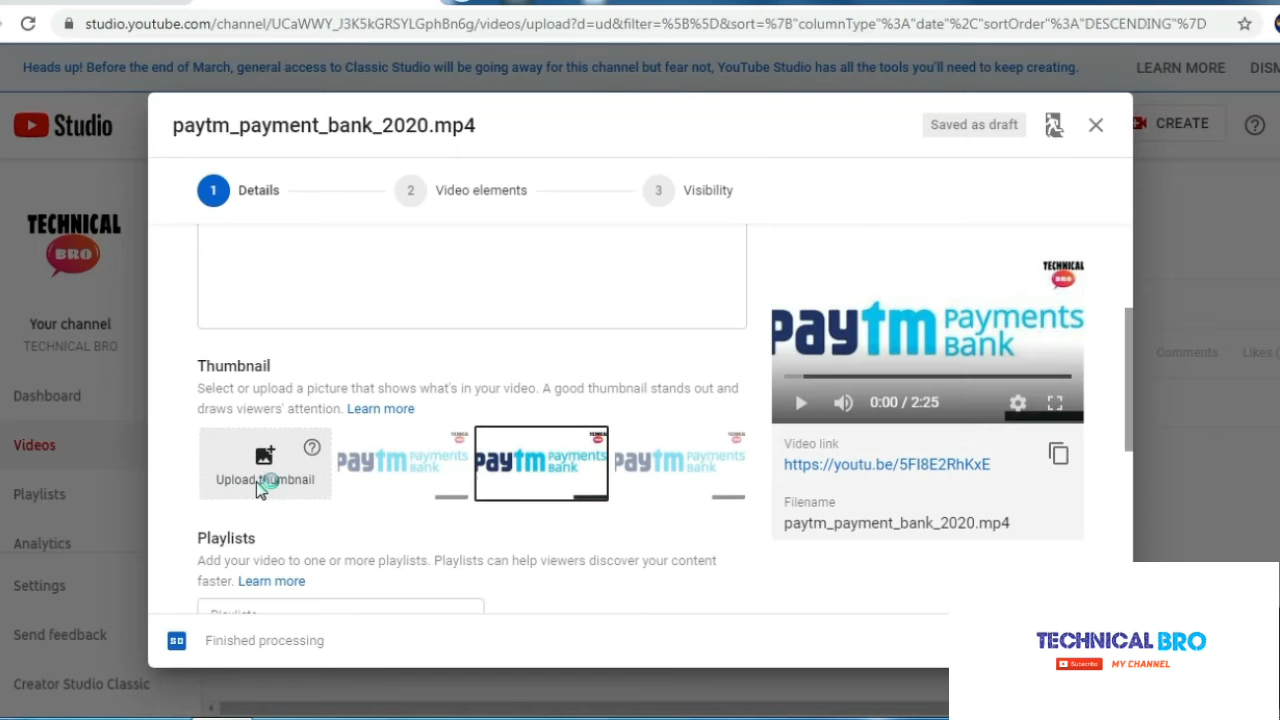 studio.youtube.com/channel/UCaWWY_J3K5kGRSYLGphBn6g/videos/upload?d=ud&filter=%5B%5D&sort=%7B"columnType"%3A"date"%2C"sortOrder"%3A"DESCENDING"%7D
Heads up! Before the end of March, general access to Classic Studio will be going away for this channel but fear not, YouTube Studio has all the tools you'll need to keep creating.
LEARN MORE
DISM
Studio
CREATE
paytm_payment_bank_2020.mp4
Saved as draft
1 Details
2 Video elements
3 Visibility
TECHNICAL
BRO
Your channel
TECHNICAL BRO
Dashboard
Videos
Playlists
Analytics
Settings
Send feedback
Creator Studio Classic
Thumbnail
Select or upload a picture that shows what's in your video. A good thumbnail stands out and
draws viewers' attention. Learn more
Upload thumbnail
paytm Payments Bank
paytm Payments Bank
paytm Payments Bank
Playlists
Add your video to one or more playlists. Playlists can help viewers discover your content
faster. Learn more
Playlists
TECHNICAL
paytm Payments
Bank
0:00 / 2:25
Video link
https://youtu.be/5FI8E2RhKxE
Filename
paytm_payment_bank_2020.mp4
Comments
Likes (
SD
Finished processing
TECHNICAL BRO
Subscribe MY CHANNEL